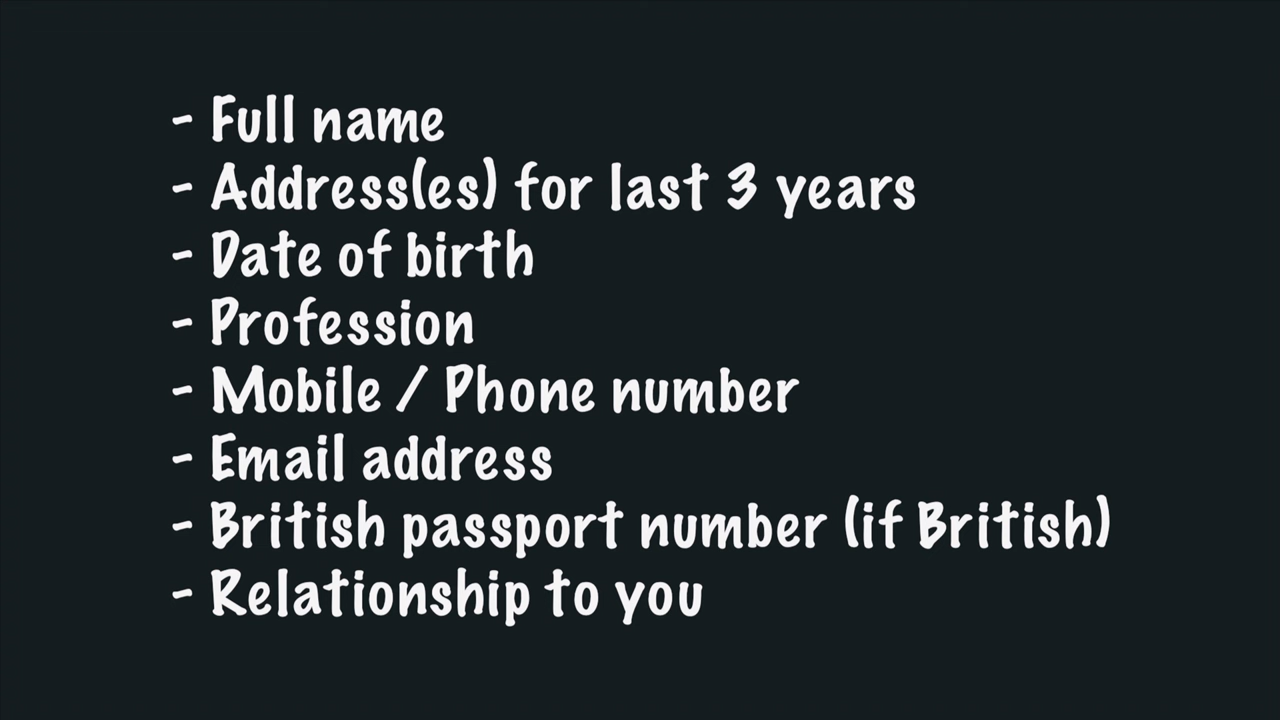 - Full name
- Address(es) for last 3 years
- Date of birth
- Profession
- Mobile / Phone number
- Email address
- British passport number (if British)
- Relationship to you